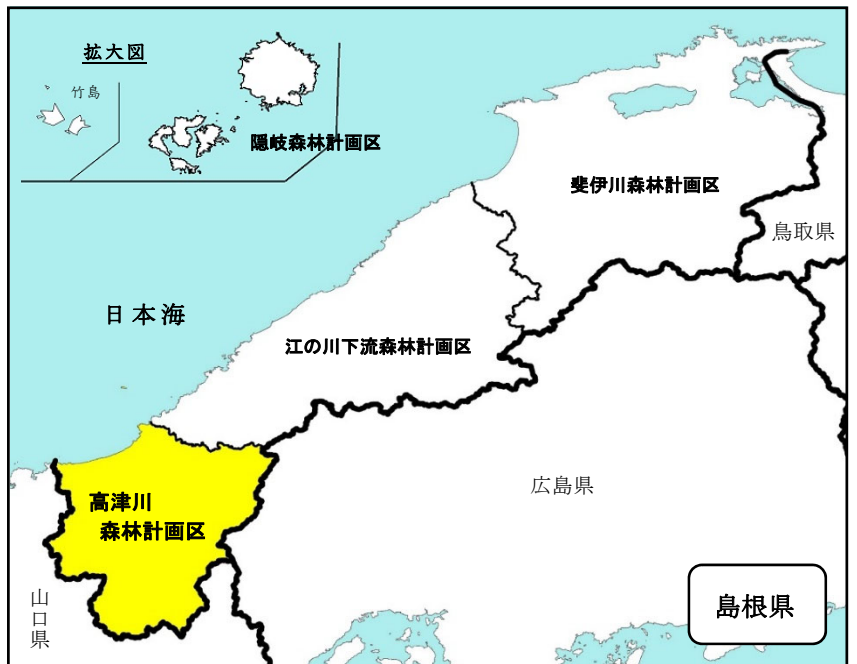 拡大図
竹島
隠岐森林計画区
斐伊川森林計画区
鳥取県
日本海
江の川下流森林計画区
広島県
高津川
森林計画区
山口県
島根県